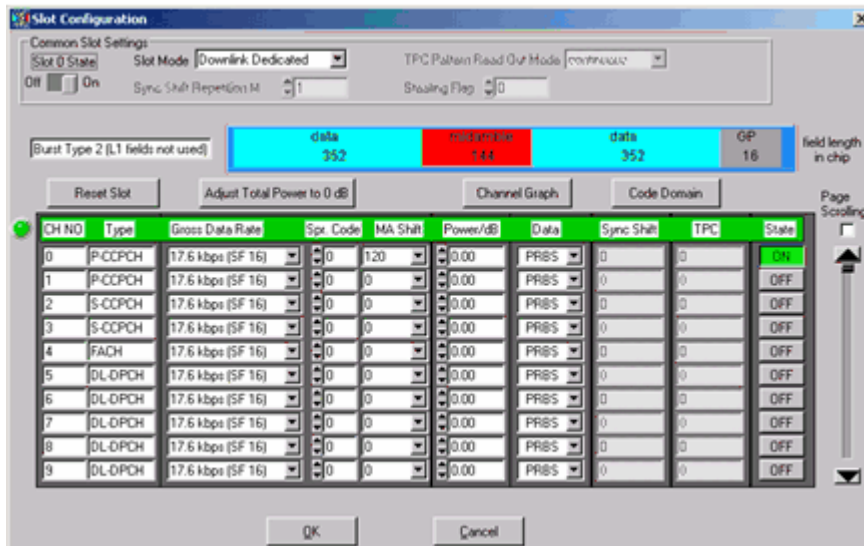 Slot Configuration
Common Slot Settings
Slot 0 State
Off On
Slot Mode Downlink Dedicated
TPC Pattern Read Out Mode continuous
Sync Shift Repetition M 1
Stealing Flag 0
Burst Type 2 (L1 fields not used)
data midamble data GP
352 144 352 16
field length in chip
Reset Slot Adjust Total Power to 0 dB Channel Graph Code Domain
Page Scrolling
CH NO Type Gross Data Rate Spr. Code MA Shift Power/dB Data Sync Shift TPC State
0 P-CCPCH 17.6 kbps (SF 16) 0 120 0.00 PRBS 0 0 ON
1 P-CCPCH 17.6 kbps (SF 16) 0 0 0.00 PRBS 0 0 OFF
2 S-CCPCH 17.6 kbps (SF 16) 0 0 0.00 PRBS 0 0 OFF
3 S-CCPCH 17.6 kbps (SF 16) 0 0 0.00 PRBS 0 0 OFF
4 FACH 17.6 kbps (SF 16) 0 0 0.00 PRBS 0 0 OFF
5 DL-DPCH 17.6 kbps (SF 16) 0 0 0.00 PRBS 0 0 OFF
6 DL-DPCH 17.6 kbps (SF 16) 0 0 0.00 PRBS 0 0 OFF
7 DL-DPCH 17.6 kbps (SF 16) 0 0 0.00 PRBS 0 0 OFF
8 DL-DPCH 17.6 kbps (SF 16) 0 0 0.00 PRBS 0 0 OFF
9 DL-DPCH 17.6 kbps (SF 16) 0 0 0.00 PRBS 0 0 OFF
OK Cancel